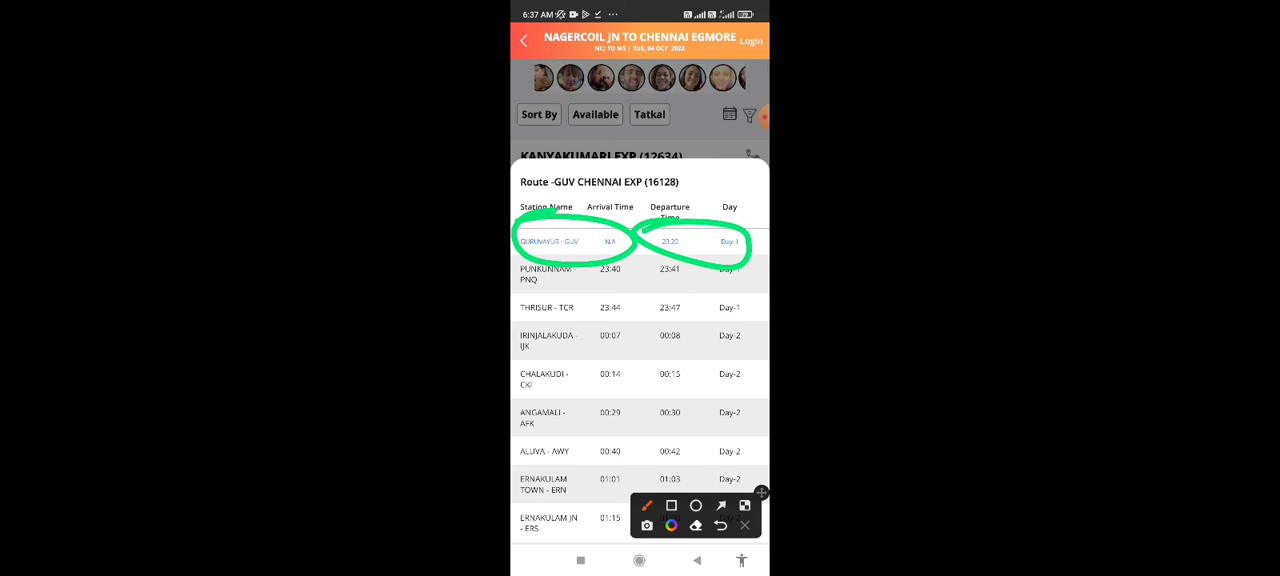 6:37 AM
NAGERCOIL JN TO CHENNAI EGMORE
Login
NCJ TO MS | TUE, 04 OCT 2022
Sort By Available Tatkal
KANYAKUMARI EXP (12634)
Route -GUV CHENNAI EXP (16128)
Station Name Arrival Time Departure Time Day
GURUVAYUR - GUV N.A 23:20 Day-1
PUNKUNNAM - PNQ 23:40 23:41 Day-1
THRISUR - TCR 23:44 23:47 Day-1
IRINJALAKUDA - IJK 00:07 00:08 Day-2
CHALAKUDI - CKI 00:14 00:15 Day-2
ANGAMALI - AFK 00:29 00:30 Day-2
ALUVA - AWY 00:40 00:42 Day-2
ERNAKULAM TOWN - ERN 01:01 01:03 Day-2
ERNAKULAM JN - ERS 01:15